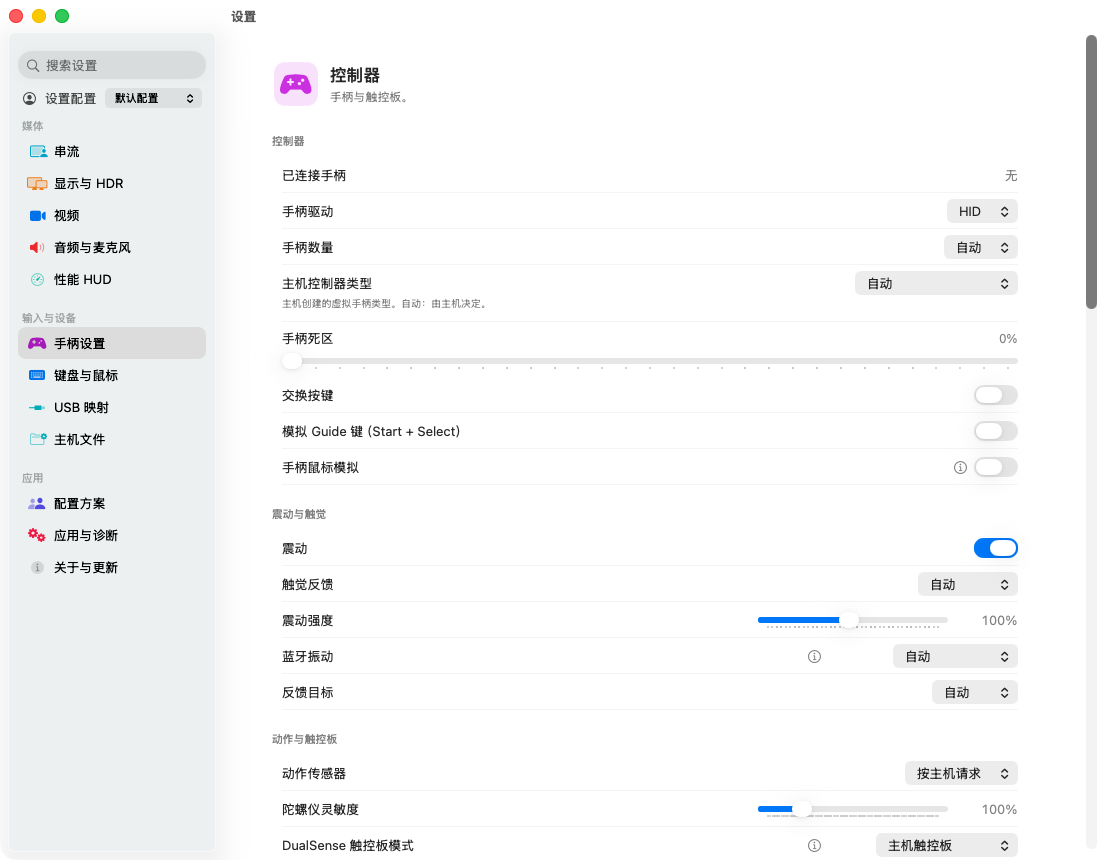 设置
搜索设置
设置配置 默认配置
媒体
串流
显示与 HDR
视频
音频与麦克风
性能 HUD
输入与设备
手柄设置
键盘与鼠标
USB 映射
主机文件
应用
配置方案
应用与诊断
关于与更新
控制器
手柄与触控板。
控制器
已连接手柄 无
手柄驱动 HID
手柄数量 自动
主机控制器类型 自动
主机创建的虚拟手柄类型。自动：由主机决定。
手柄死区 0%
交换按键
模拟 Guide 键 (Start + Select)
手柄鼠标模拟
震动与触觉
震动
触觉反馈 自动
震动强度 100%
蓝牙振动 自动
反馈目标 自动
动作与触控板
动作传感器 按主机请求
陀螺仪灵敏度 100%
DualSense 触控板模式 主机触控板